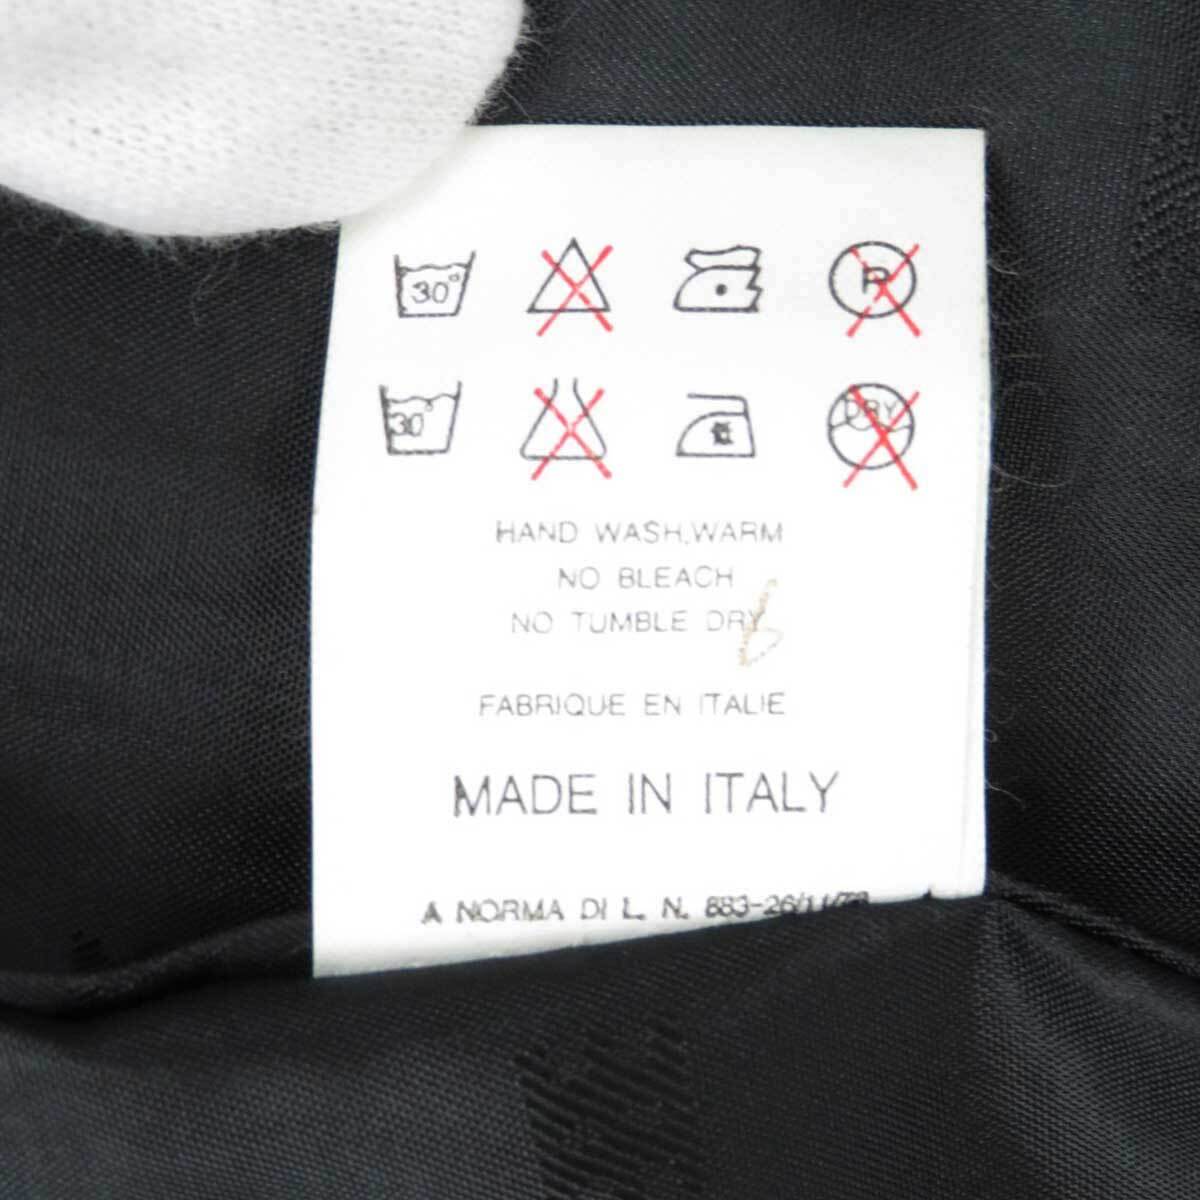 30° P
30° DRY
HAND WASH, WARM
NO BLEACH
NO TUMBLE DRY
FABRIQUE EN ITALIE
MADE IN ITALY
A NORMA DI L. N. 883-26/11/73